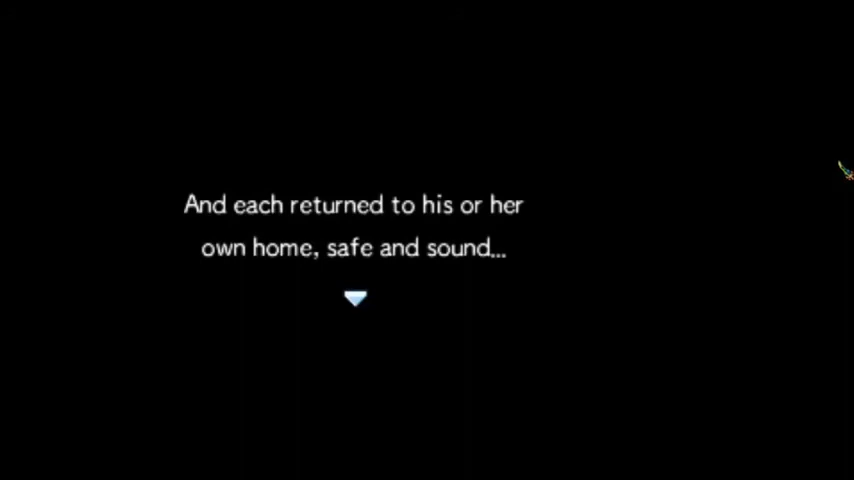 And each returned to his or her
own home, safe and sound...